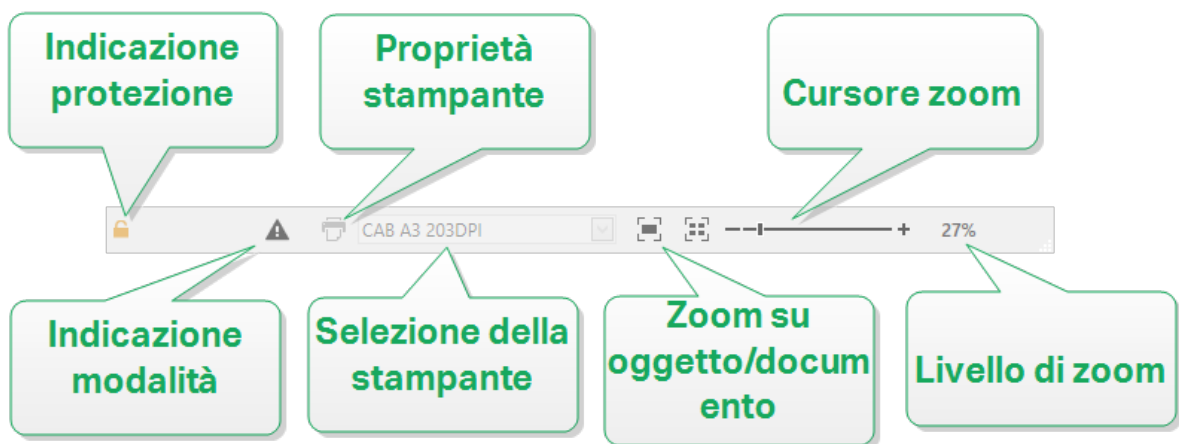 Indicazione
protezione
Proprietà
stampante
Cursore zoom
CAB A3 203DPI
27%
Indicazione
modalità
Selezione della
stampante
Zoom su
oggetto/docum
ento
Livello di zoom